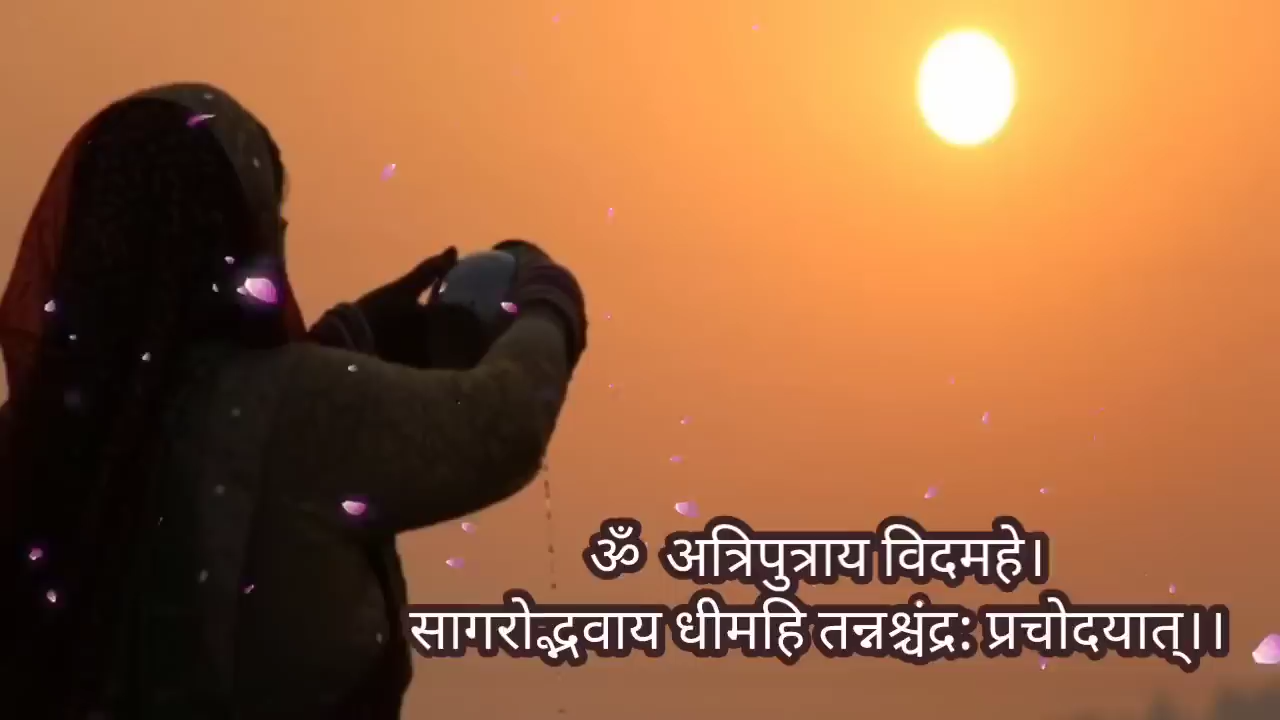 ॐ अत्रिपुत्राय विदमहे।
सागरोद्भवाय धीमहि तन्नश्चंद्र: प्रचोदयात्।।